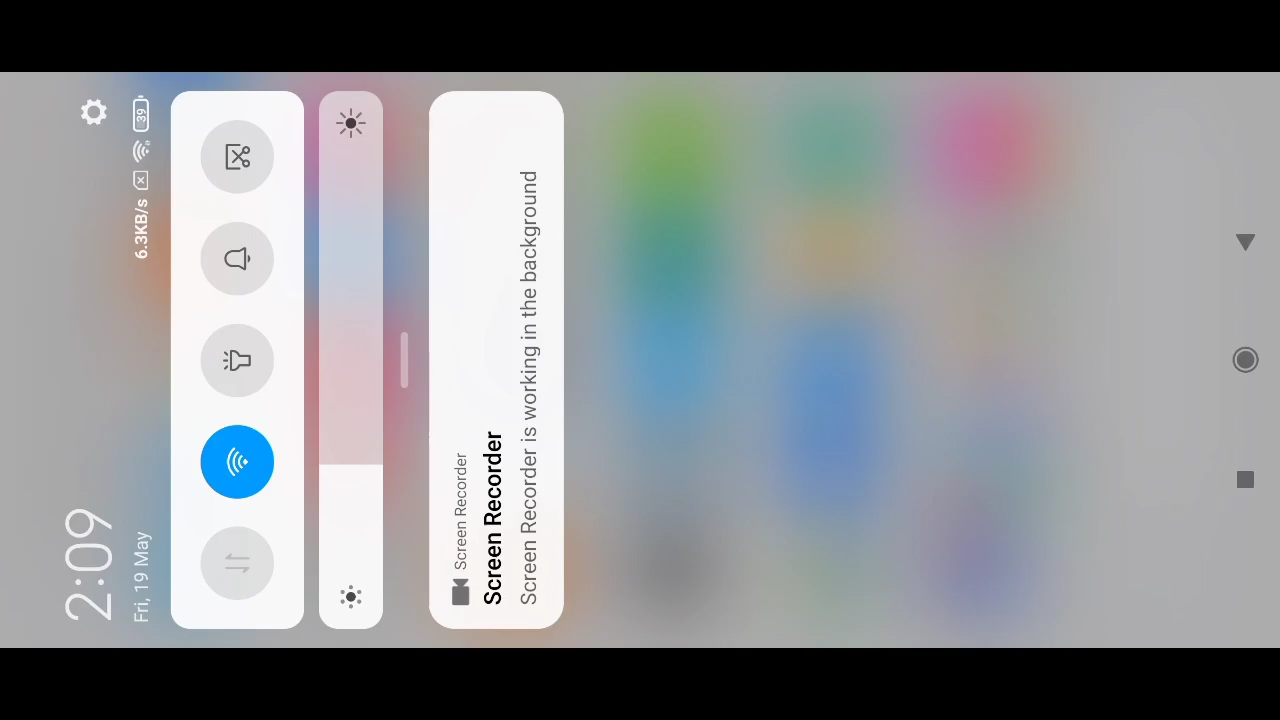 2:09
Fri, 19 May
6.3KB/s
39
Screen Recorder
Screen Recorder
Screen Recorder is working in the background